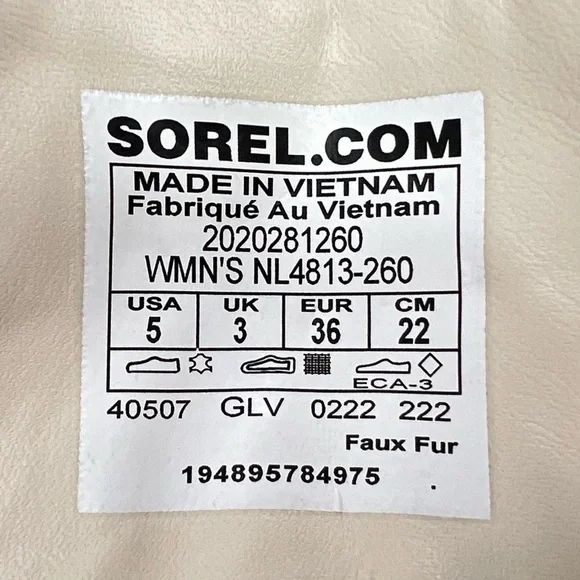 SOREL.COM
MADE IN VIETNAM
Fabriqué Au Vietnam
2020281260
WMN'S NL4813-260
USA UK EUR CM
5 3 36 22
ECA-3
40507 GLV 0222 222
Faux Fur
194895784975 .